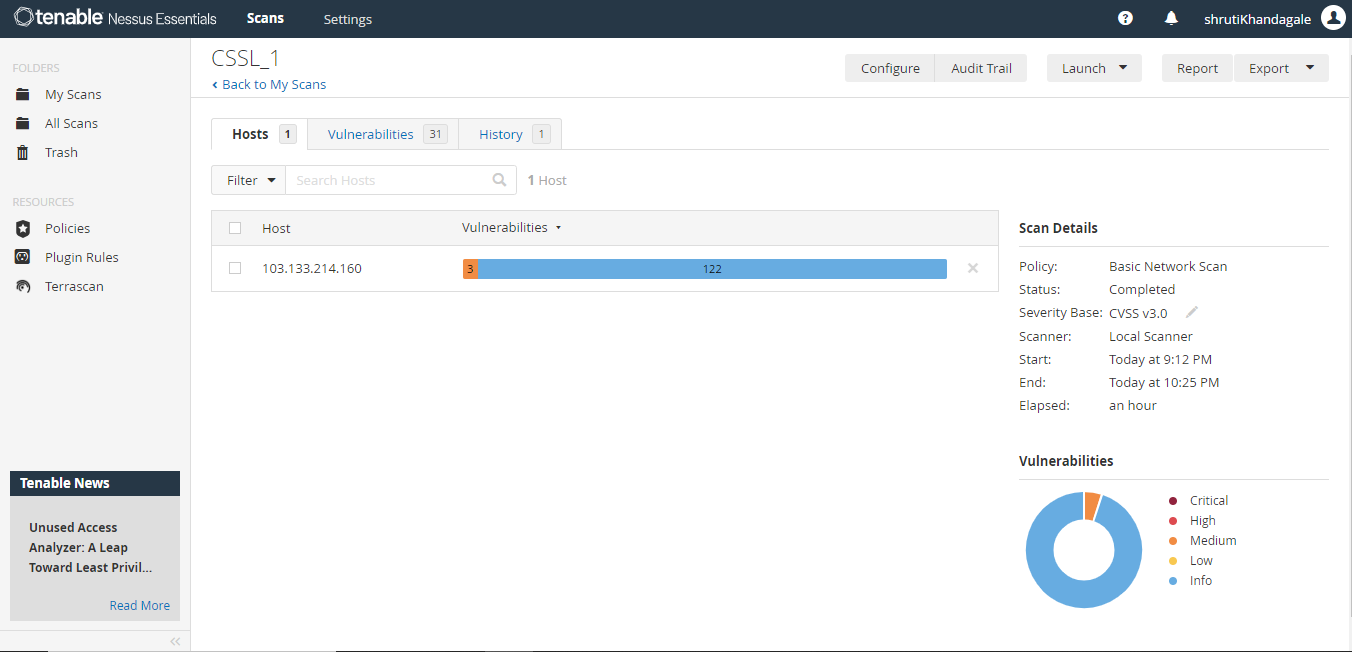 tenable Nessus Essentials Scans Settings shrutiKhandagale
FOLDERS
My Scans
All Scans
Trash
RESOURCES
Policies
Plugin Rules
Terrascan
Tenable News
Unused Access
Analyzer: A Leap
Toward Least Privil...
Read More
CSSL_1
Back to My Scans
Configure Audit Trail Launch Report Export
Hosts 1 Vulnerabilities 31 History 1
Filter Search Hosts 1 Host
Host Vulnerabilities
103.133.214.160 3 122
Scan Details
Policy: Basic Network Scan
Status: Completed
Severity Base: CVSS v3.0
Scanner: Local Scanner
Start: Today at 9:12 PM
End: Today at 10:25 PM
Elapsed: an hour
Vulnerabilities
Critical
High
Medium
Low
Info